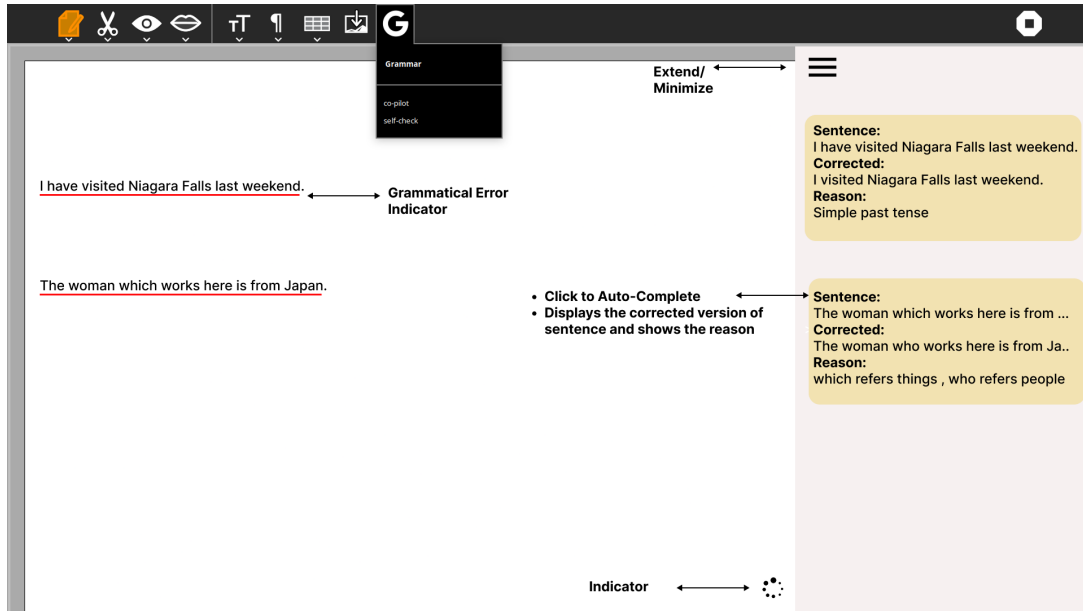 G
Grammar
co-pilot
self-check
Extend/
Minimize
I have visited Niagara Falls last weekend.
Grammatical Error
Indicator
The woman which works here is from Japan.
• Click to Auto-Complete
• Displays the corrected version of
sentence and shows the reason
Indicator
Sentence:
I have visited Niagara Falls last weekend.
Corrected:
I visited Niagara Falls last weekend.
Reason:
Simple past tense
Sentence:
The woman which works here is from ...
Corrected:
The woman who works here is from Ja..
Reason:
which refers things , who refers people